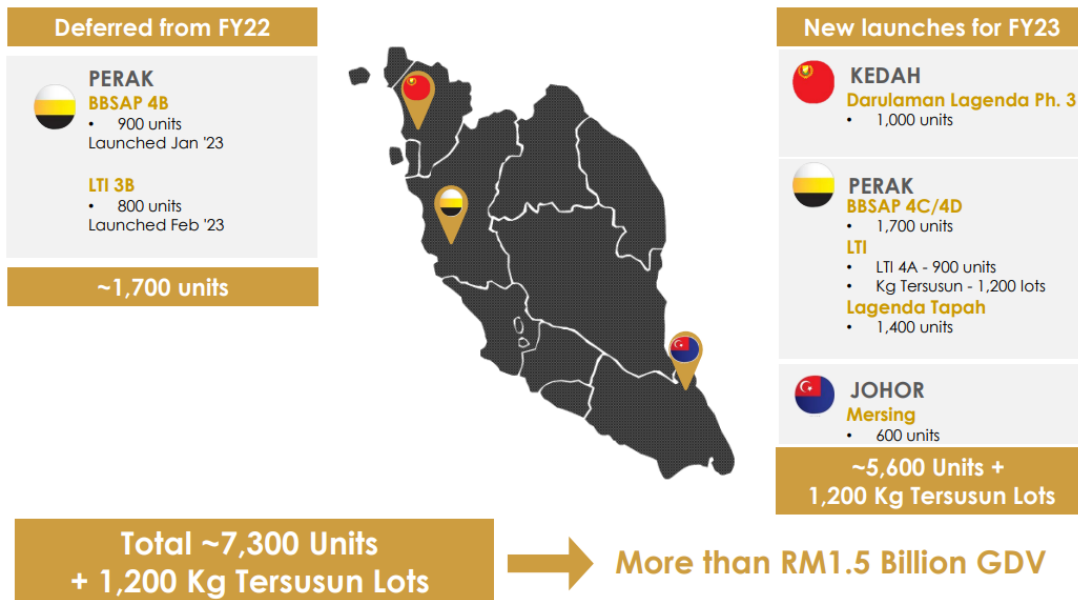 Deferred from FY22
PERAK
BBSAP 4B
• 900 units
Launched Jan '23
LTI 3B
• 800 units
Launched Feb '23
~1,700 units
New launches for FY23
KEDAH
Darulaman Lagenda Ph. 3
• 1,000 units
PERAK
BBSAP 4C/4D
• 1,700 units
LTI
• LTI 4A - 900 units
• Kg Tersusun - 1,200 lots
Lagenda Tapah
• 1,400 units
JOHOR
Mersing
• 600 units
~5,600 Units +
1,200 Kg Tersusun Lots
Total ~7,300 Units
+ 1,200 Kg Tersusun Lots
More than RM1.5 Billion GDV